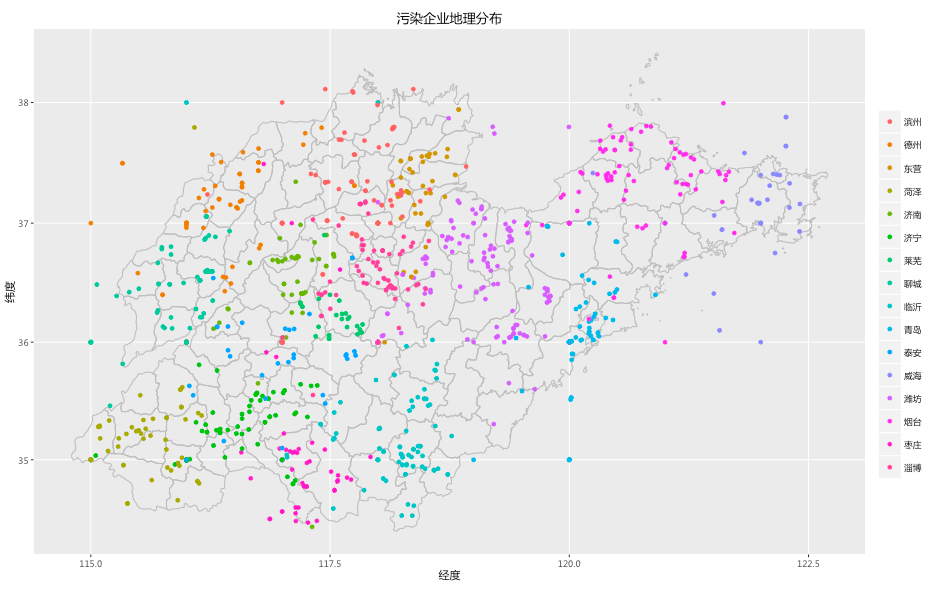 污染企业地理分布
38
37
36
35
纬度
115.0
117.5
120.0
122.5
经度
滨州
德州
东营
菏泽
济南
济宁
莱芜
聊城
临沂
青岛
泰安
威海
潍坊
烟台
枣庄
淄博